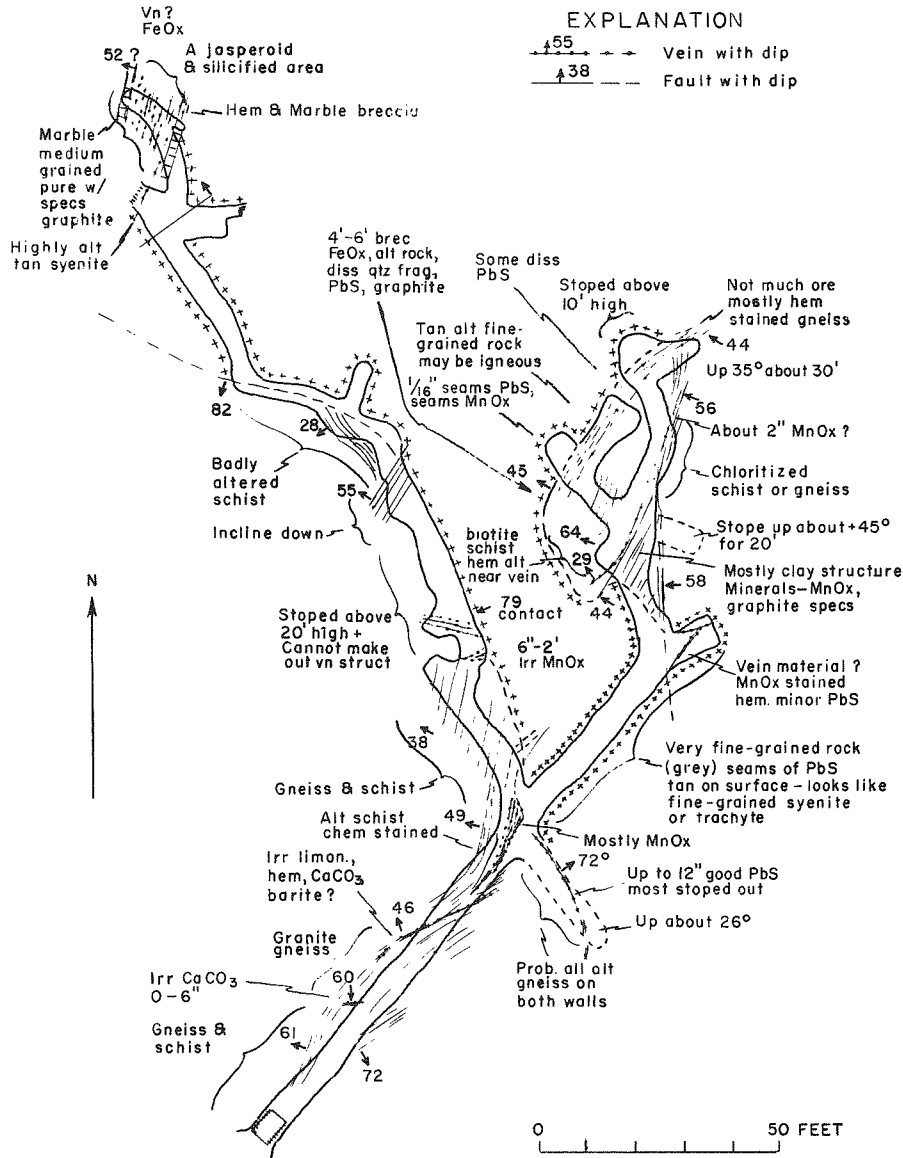 EXPLANATION
55
Vein with dip
38
Fault with dip
Vn?
FeOx
52 ?
A jasperoid
& silicified area
Hem & Marble breccia
Marble
medium
grained
pure w/
specs
graphite
Highly alt
tan syenite
4'-6' brec
FeOx, alt rock,
diss qtz frag,
PbS, graphite
Some diss
PbS
Stoped above
10' high
Not much ore
mostly hem
stained gneiss
44
Tan alt fine-
grained rock
may be igneous
Up 35° about 30'
1/16" seams PbS,
seams MnOx
56
82
28
About 2" MnOx ?
Badly
altered
schist
45
Chloritized
schist or gneiss
55
Incline down
64
Stope up about +45°
for 20'
biotite
schist
hem alt
near vein
29
Mostly clay structure
Minerals-MnOx,
graphite specs
58
44
N
79
contact
Stoped above
20' high +
Cannot make
out vn struct
6"-2'
Irr MnOx
Vein material ?
MnOx stained
hem. minor PbS
38
Very fine-grained rock
(grey) seams of PbS
tan on surface - looks like
fine-grained syenite
or trachyte
Gneiss & schist
49
Alt schist
chem stained
Mostly MnOx
72°
Irr limon.,
hem, CaCO3
barite ?
Up to 12" good PbS
most stoped out
46
Up about 26°
Granite
gneiss
Prob. all alt
gneiss on
both walls
Irr CaCO3
0-6"
60
Gneiss &
schist
61
72
0
50 FEET